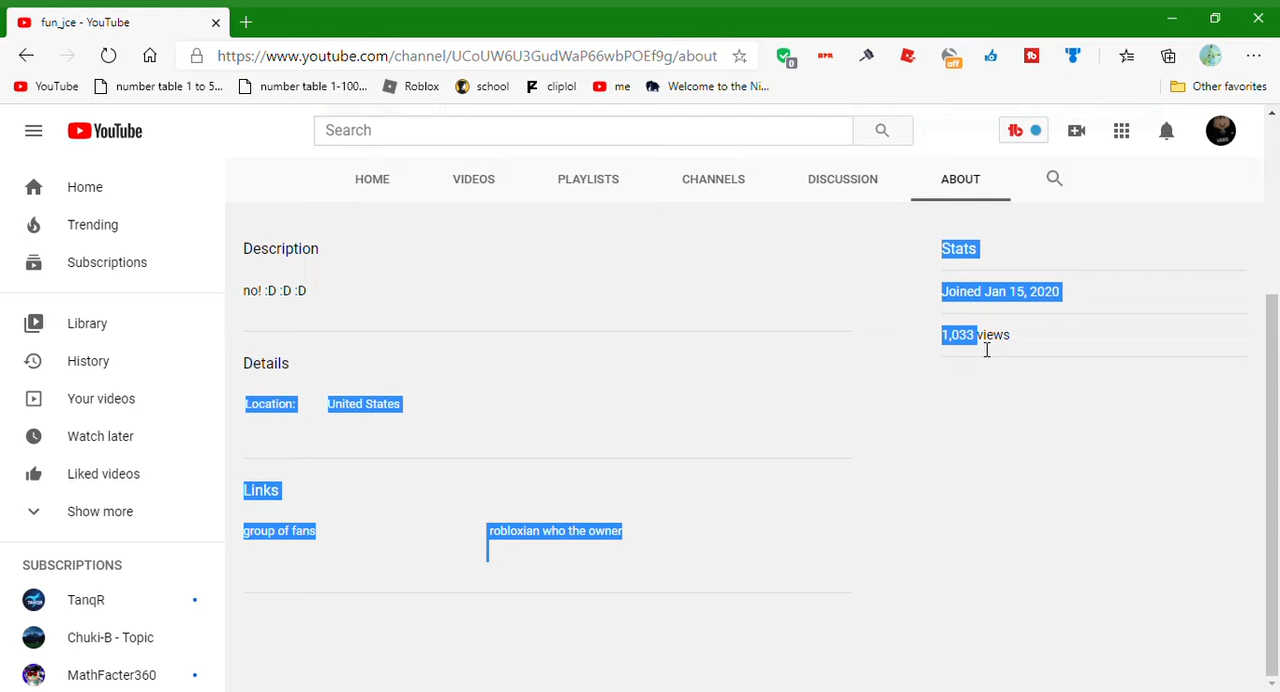 fun_jce - YouTube
https://www.youtube.com/channel/UCoUW6U3GudWaP66wbPOEf9g/about
0
off
YouTube
number table 1 to 5...
number table 1-100...
Roblox
school
cliplol
me
Welcome to the Ni...
Other favorites
YouTube
Search
tb
HOME
VIDEOS
PLAYLISTS
CHANNELS
DISCUSSION
ABOUT
Home
Trending
Subscriptions
Library
History
Your videos
Watch later
Liked videos
Show more
SUBSCRIPTIONS
TanqR
Chuki-B - Topic
MathFacter360
Description
no! :D :D :D
Details
Location: United States
Links
group of fans
robloxian who the owner
Stats
Joined Jan 15, 2020
1,033 views